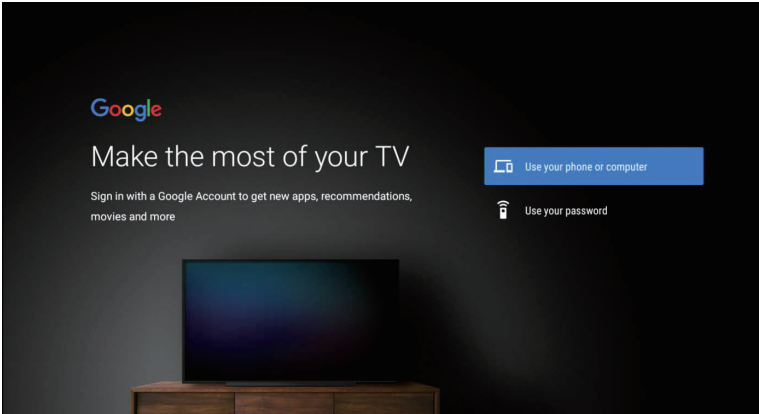 Google
Make the most of your TV
Sign in with a Google Account to get new apps, recommendations,
movies and more
Use your phone or computer
Use your password